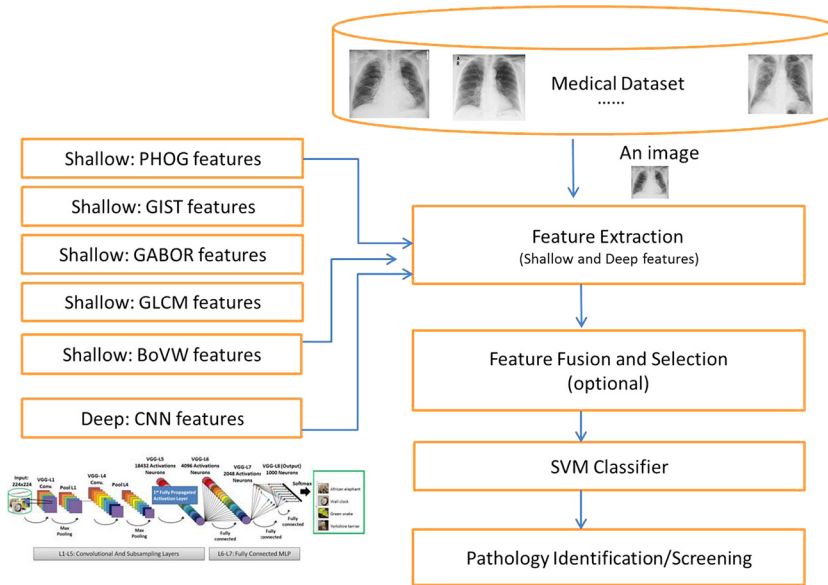 Medical Dataset
......
An image
Shallow: PHOG features
Shallow: GIST features
Shallow: GABOR features
Shallow: GLCM features
Shallow: BoVW features
Deep: CNN features
Feature Extraction
(Shallow and Deep features)
Feature Fusion and Selection
(optional)
SVM Classifier
Pathology Identification/Screening
Input:
224x224
VGG-L1
Conv.
Pool L1
VGG- L4
Conv.
Pool L4
VGG-L5
18432 Activations
Neurons
VGG-L6
4096 Activations
Neurons
VGG-L7
2048 Activations
Neurons
VGG-L8 (Output)
1000 Neurons
Softmax
1st Fully Propagated
Activation Layer
Max
Pooling
Max
Pooling
Fully
connected
Fully
connected
Fully
connected
African elephant
Wall clock
Green snake
Yorkshire terrier
L1-L5: Convolutional And Subsampling Layers
L6-L7: Fully Connected MLP